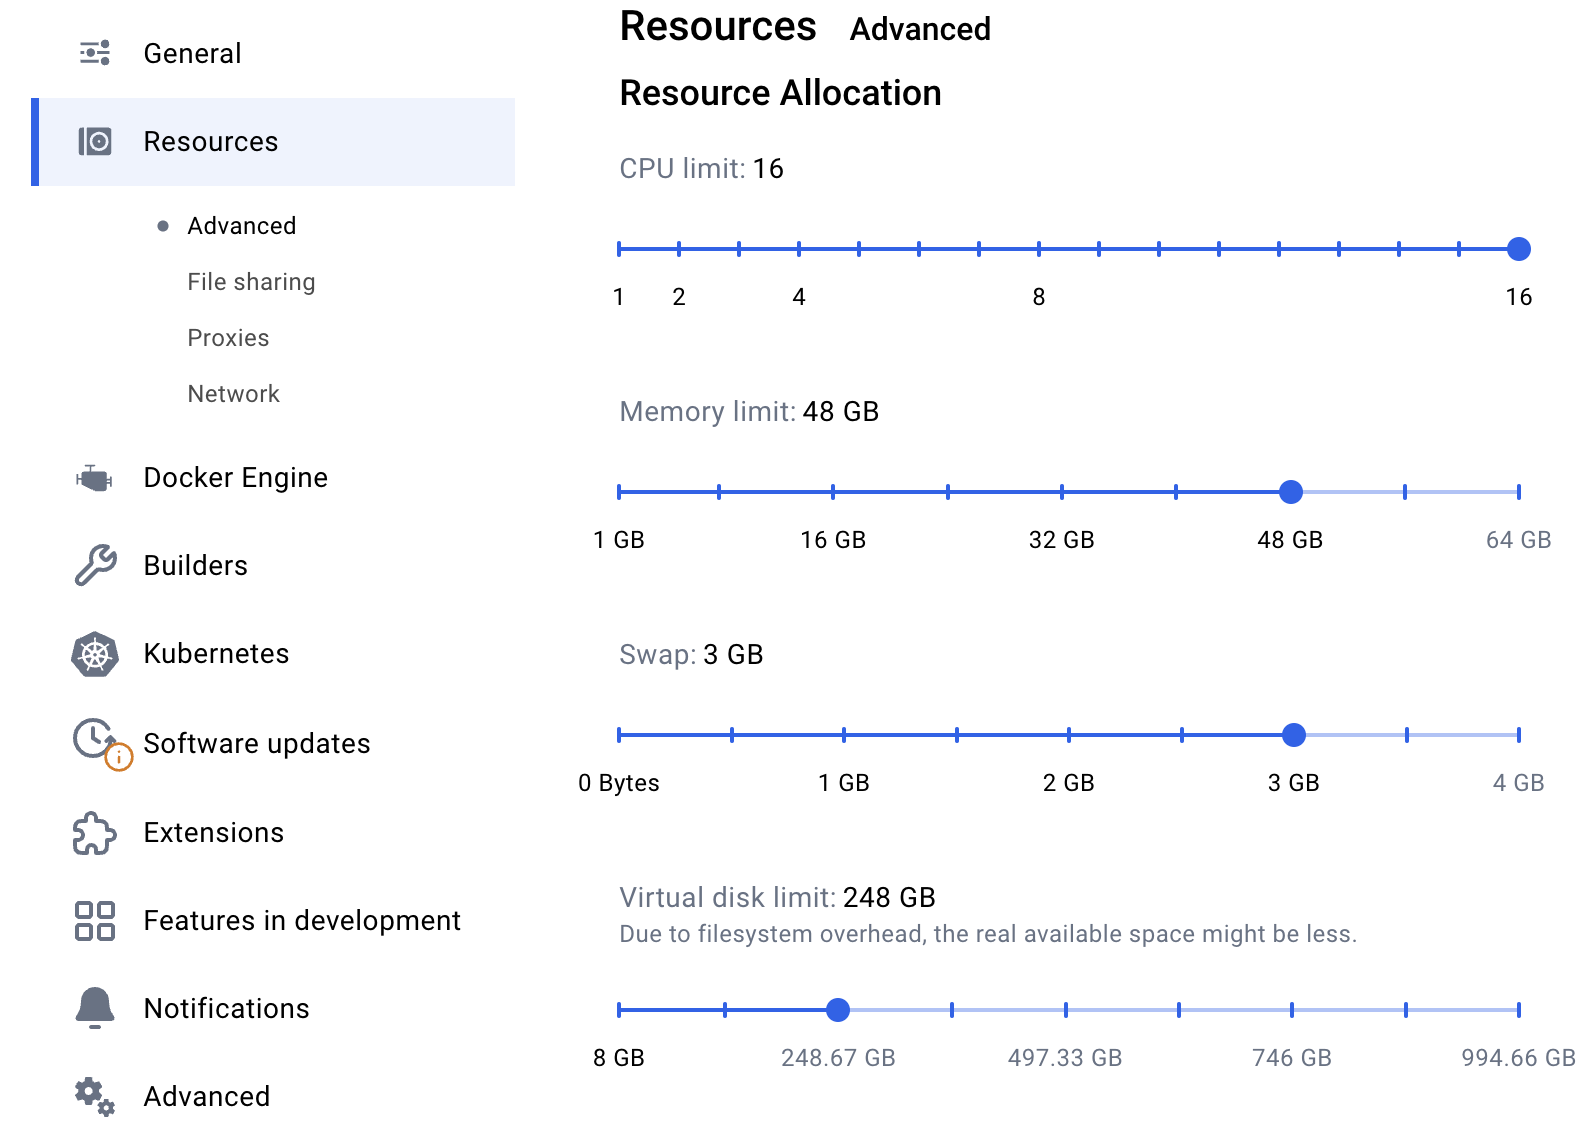 General
Resources
Advanced
File sharing
Proxies
Network
Docker Engine
Builders
Kubernetes
Software updates
Extensions
Features in development
Notifications
Advanced
Resources Advanced
Resource Allocation
CPU limit: 16
1 2 4 8 16
Memory limit: 48 GB
1 GB 16 GB 32 GB 48 GB 64 GB
Swap: 3 GB
0 Bytes 1 GB 2 GB 3 GB 4 GB
Virtual disk limit: 248 GB
Due to filesystem overhead, the real available space might be less.
8 GB 248.67 GB 497.33 GB 746 GB 994.66 GB